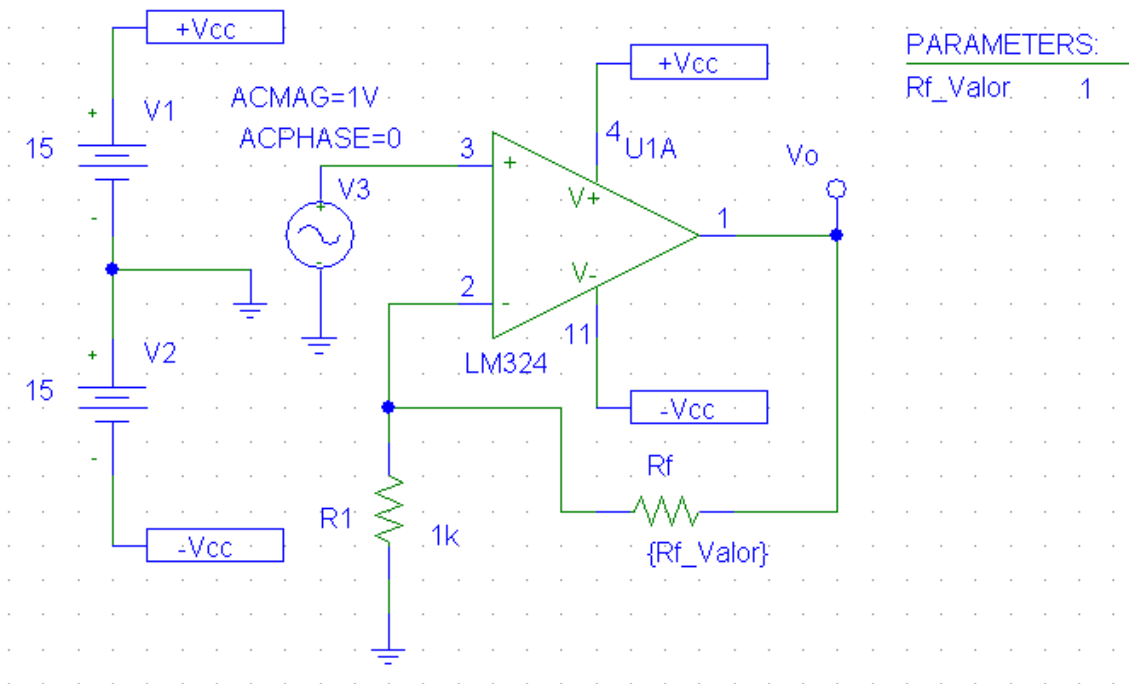 +Vcc
PARAMETERS:
Rf_Valor 1
+Vcc
ACMAG=1V
ACPHASE=0
+
V1
15
-
4
U1A
3
+
V+
Vo
V3
+
-
1
V-
2
-
11
LM324
+
V2
15
-
-Vcc
Rf
{Rf_Valor}
R1
1k
-Vcc